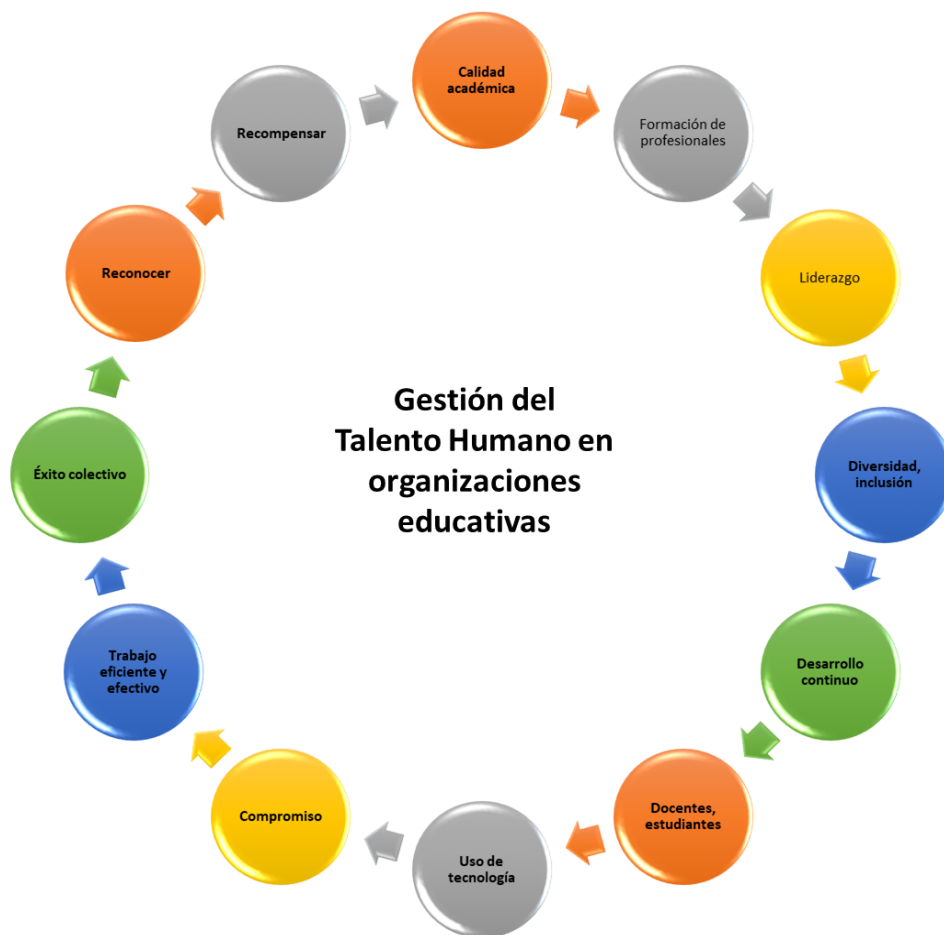 Calidad
académica
Formación de
profesionales
Liderazgo
Diversidad,
inclusión
Desarrollo
continuo
Docentes,
estudiantes
Uso de
tecnología
Compromiso
Trabajo
eficiente y
efectivo
Éxito colectivo
Reconocer
Recompensar
Gestión del
Talento Humano en
organizaciones
educativas